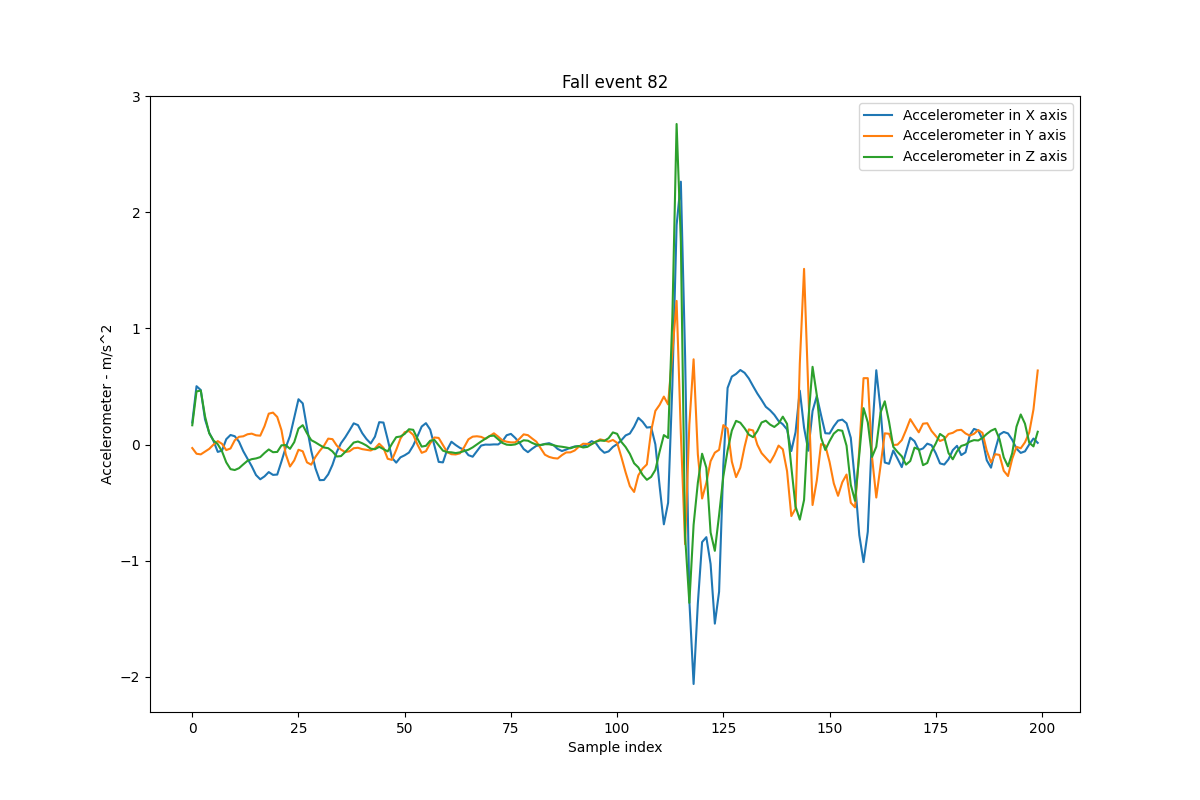 Fall event 82
Accelerometer in X axis
Accelerometer in Y axis
Accelerometer in Z axis
Accelerometer - m/s^2
3
2
1
0
−1
−2
0 25 50 75 100 125 150 175 200
Sample index